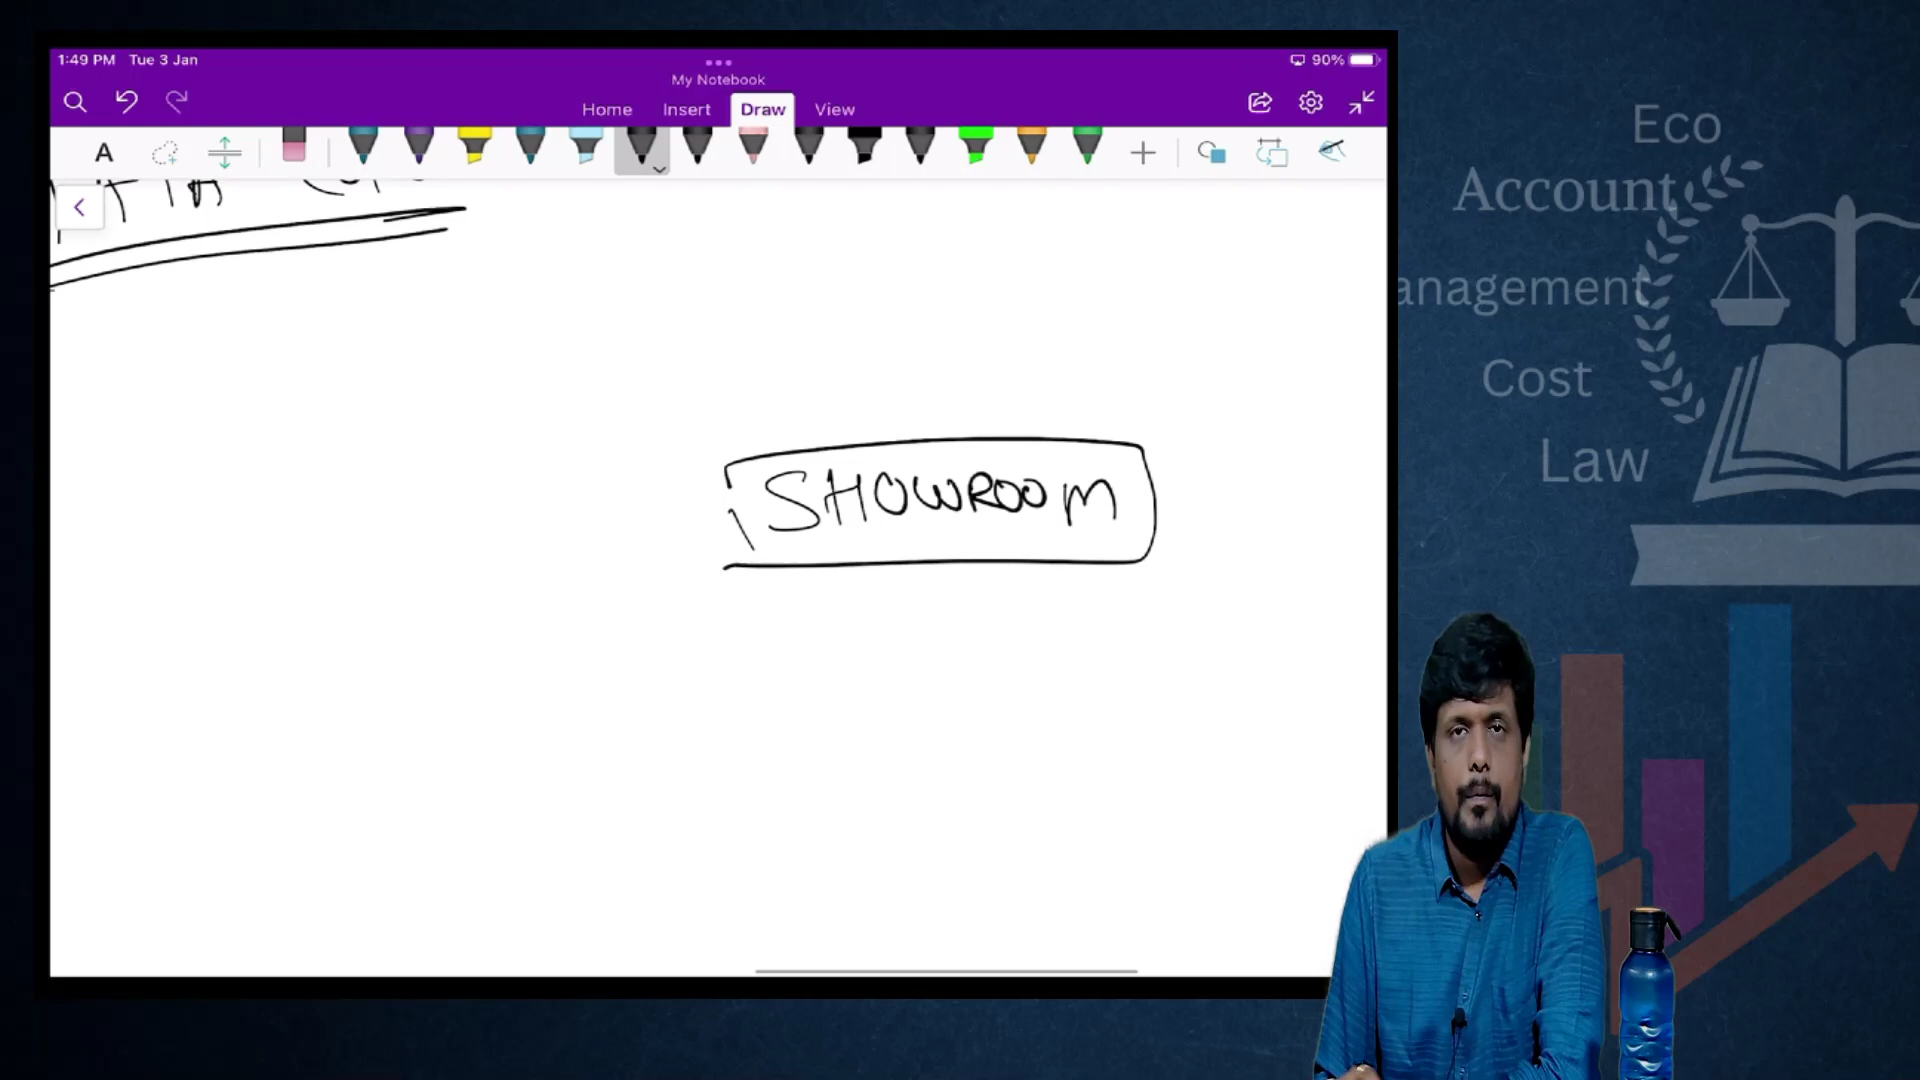 1:49 PM Tue 3 Jan
90%
My Notebook
Home Insert Draw View
A
SHOWROOM
Eco
Account
anagement
Cost
Law